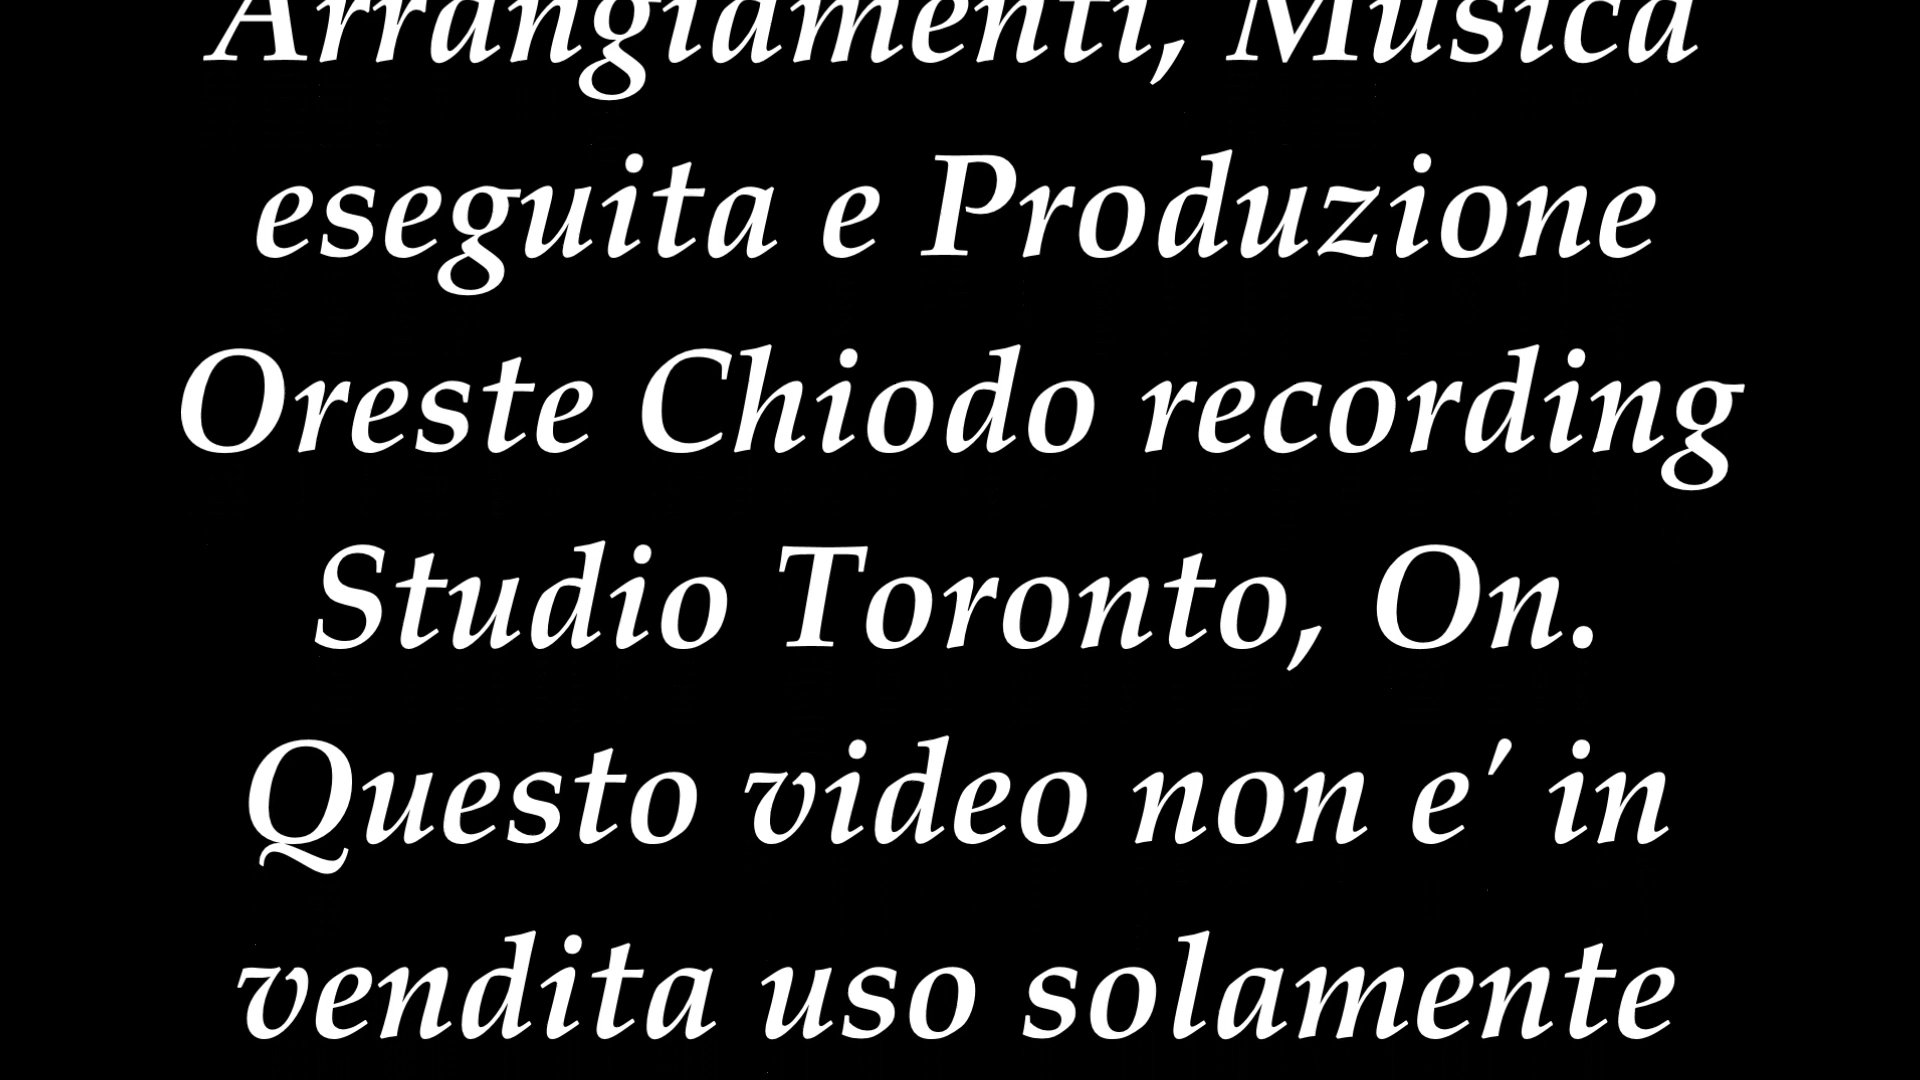 Arrangiamenti, Musica
eseguita e Produzione
Oreste Chiodo recording
Studio Toronto, On.
Questo video non e' in
vendita uso solamente